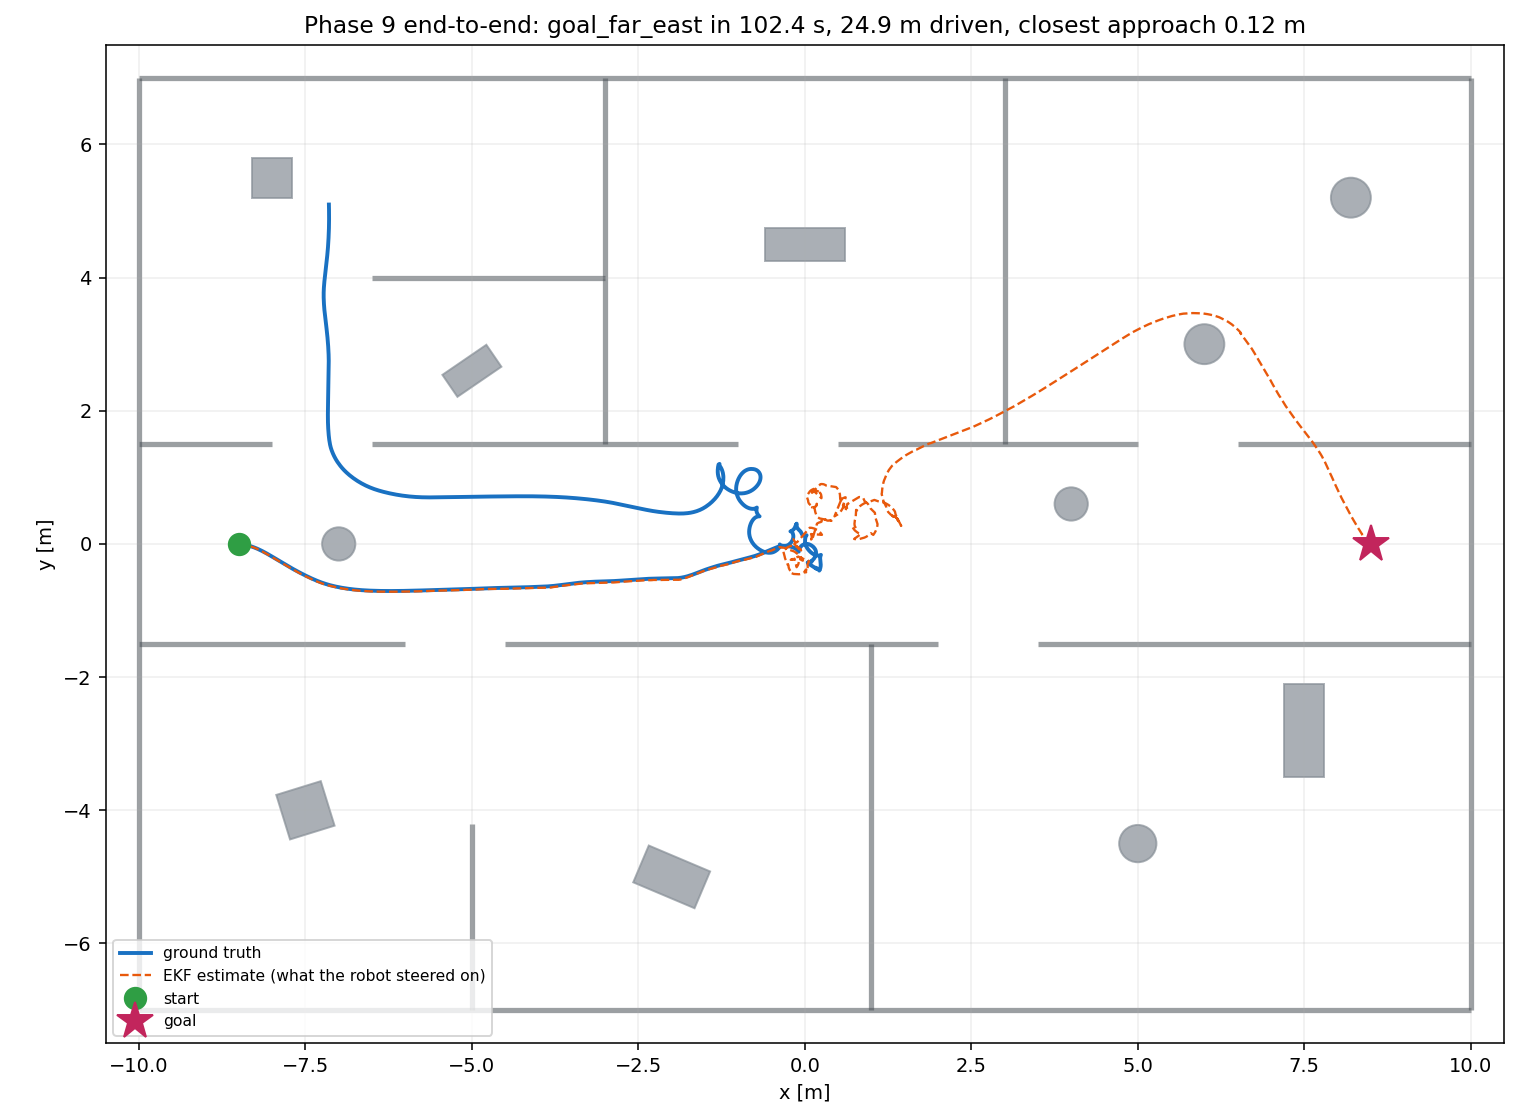 Phase 9 end-to-end: goal_far_east in 102.4 s, 24.9 m driven, closest approach 0.12 m
y [m]
6
4
2
0
−2
−4
−6
ground truth
EKF estimate (what the robot steered on)
start
goal
−10.0 −7.5 −5.0 −2.5 0.0 2.5 5.0 7.5 10.0
x [m]